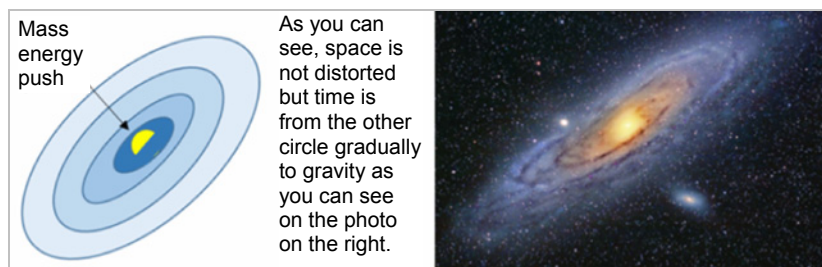 Mass
energy
push
As you can
see, space is
not distorted
but time is
from the other
circle gradually
to gravity as
you can see
on the photo
on the right.